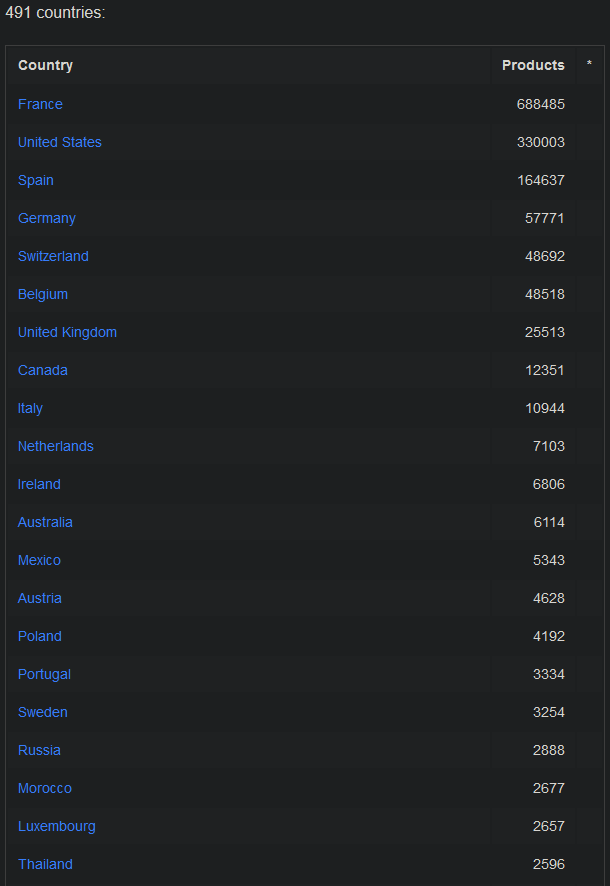 491 countries:
Country Products *
France 688485
United States 330003
Spain 164637
Germany 57771
Switzerland 48692
Belgium 48518
United Kingdom 25513
Canada 12351
Italy 10944
Netherlands 7103
Ireland 6806
Australia 6114
Mexico 5343
Austria 4628
Poland 4192
Portugal 3334
Sweden 3254
Russia 2888
Morocco 2677
Luxembourg 2657
Thailand 2596